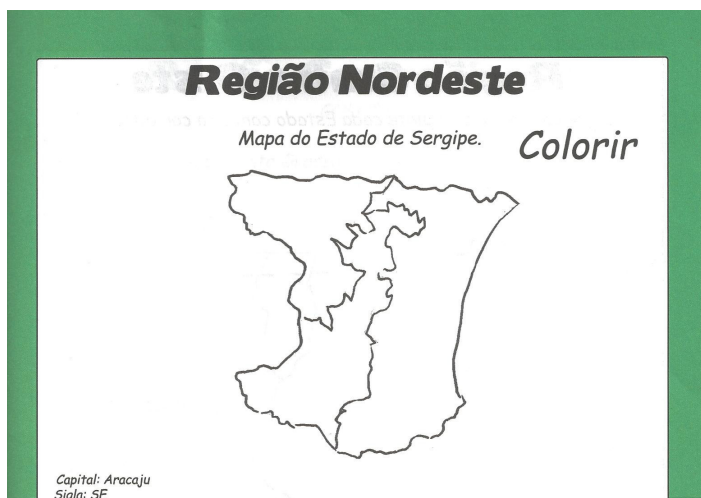 Região Nordeste
Mapa do Estado de Sergipe.
Colorir
Capital: Aracaju
Sigla: SE